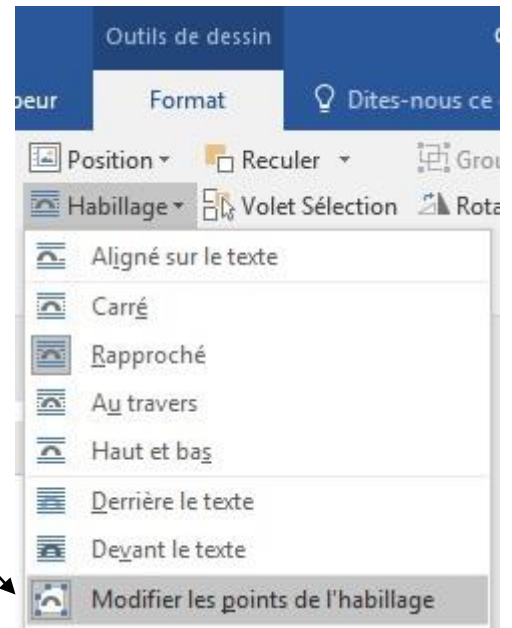 Outils de dessin
Format Dites-nous ce
Position Reculer
Habillage Volet Sélection
Aligné sur le texte
Carré
Rapproché
Au travers
Haut et bas
Derrière le texte
Devant le texte
Modifier les points de l'habillage